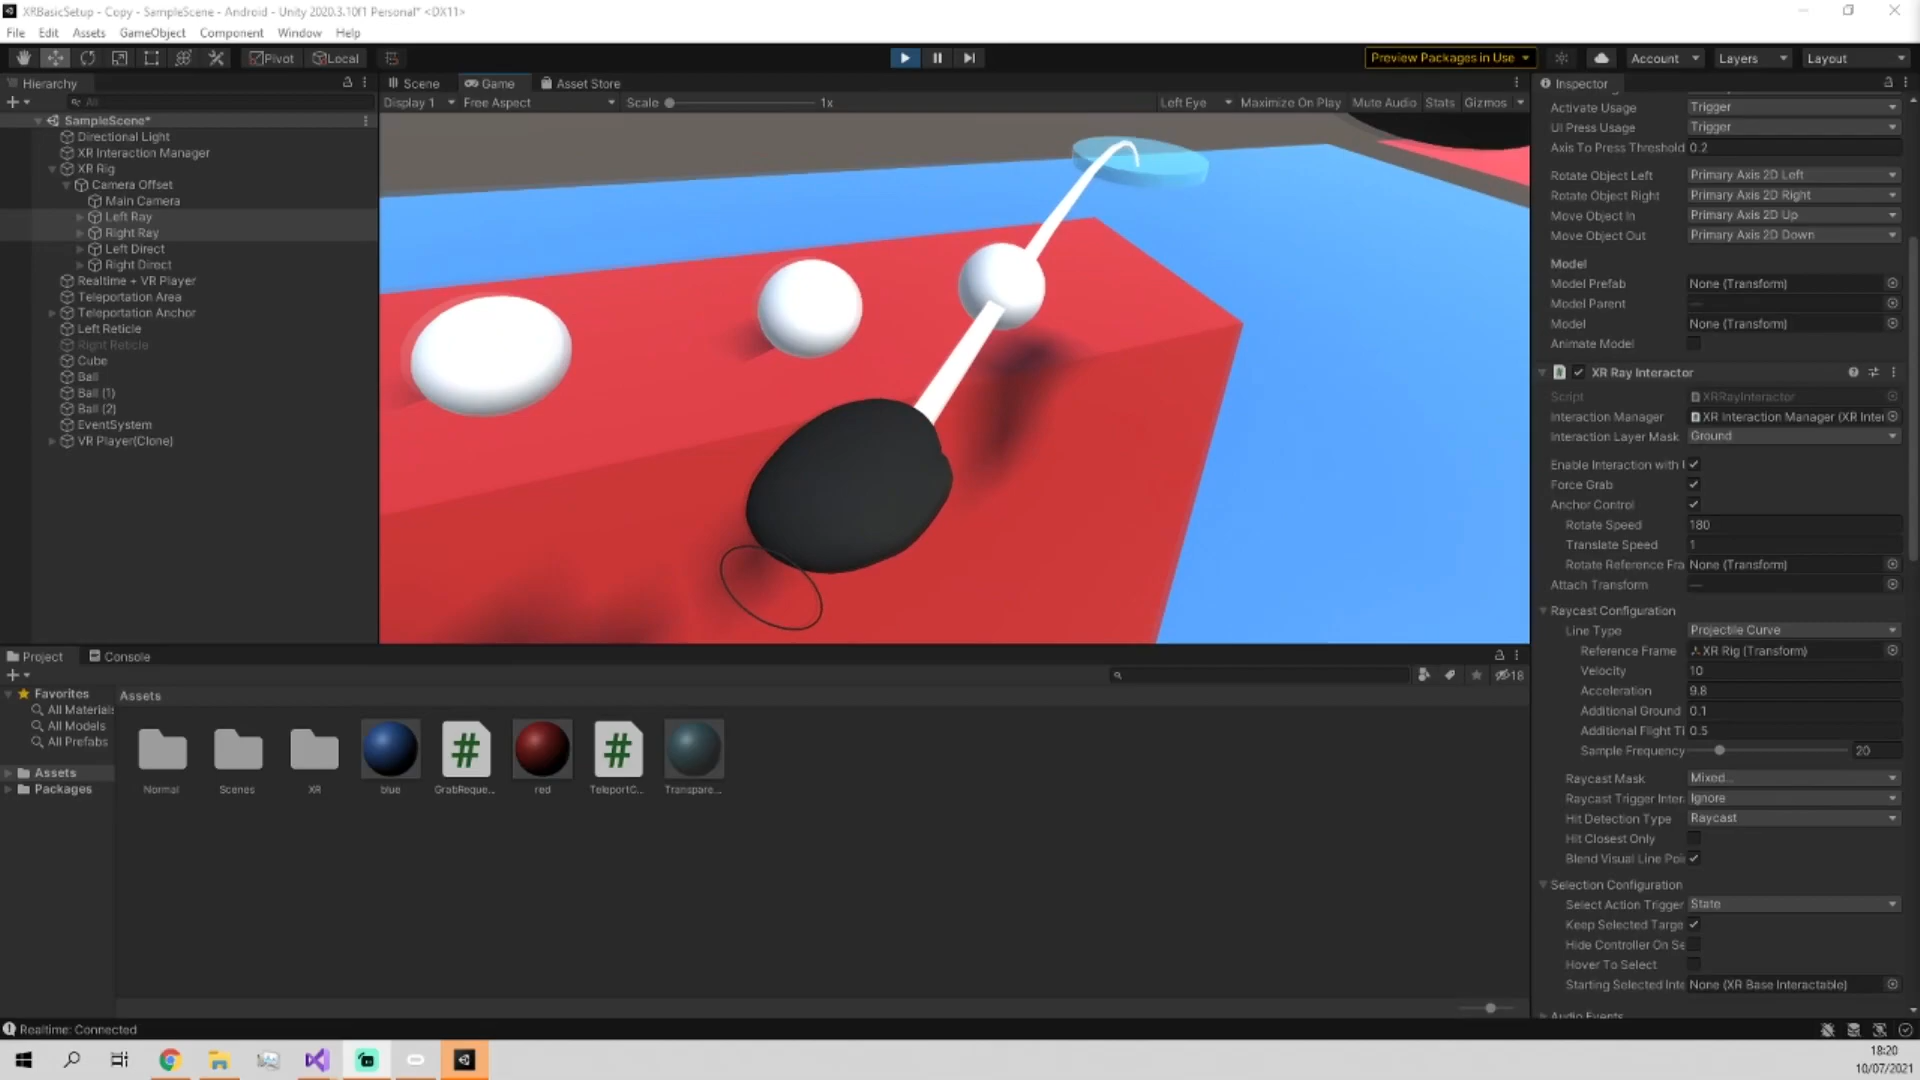 XRBasicSetup - Copy - SampleScene - Android - Unity 2020.3.10f1 Personal* <DX11>
File Edit Assets GameObject Component Window Help
Pivot Local Preview Packages in Use Account Layers Layout
Hierarchy
All
SampleScene*
Directional Light
XR Interaction Manager
XR Rig
Camera Offset
Main Camera
Left Ray
Right Ray
Left Direct
Right Direct
Realtime + VR Player
Teleportation Area
Teleportation Anchor
Left Reticle
Right Reticle
Cube
Ball
Ball (1)
Ball (2)
EventSystem
VR Player(Clone)
Scene Game Asset Store
Display 1 Free Aspect Scale 1x Left Eye Maximize On Play Mute Audio Stats Gizmos
Inspector
Activate Usage Trigger
UI Press Usage Trigger
Axis To Press Threshold 0.2
Rotate Object Left Primary Axis 2D Left
Rotate Object Right Primary Axis 2D Right
Move Object In Primary Axis 2D Up
Move Object Out Primary Axis 2D Down
Model
Model Prefab None (Transform)
Model Parent —
Model None (Transform)
Animate Model
XR Ray Interactor
Script XRRayInteractor
Interaction Manager XR Interaction Manager (XR Inter
Interaction Layer Mask Ground
Enable Interaction with
Force Grab
Anchor Control
Rotate Speed 180
Translate Speed 1
Rotate Reference Fra None (Transform)
Attach Transform —
Raycast Configuration
Line Type Projectile Curve
Reference Frame XR Rig (Transform)
Velocity 10
Acceleration 9.8
Additional Ground 0.1
Additional Flight Ti 0.5
Sample Frequency 20
Raycast Mask Mixed...
Raycast Trigger Inter Ignore
Hit Detection Type Raycast
Hit Closest Only
Blend Visual Line Poi
Selection Configuration
Select Action Trigger State
Keep Selected Targe
Hide Controller On Se
Hover To Select
Starting Selected Inte None (XR Base Interactable)
Audio Events
Project Console
18
Favorites
All Materials
All Models
All Prefabs
Assets
Packages
Assets
Normal Scenes XR blue GrabReque... red TeleportC... Transpare...
Realtime: Connected
18:20
10/07/2021